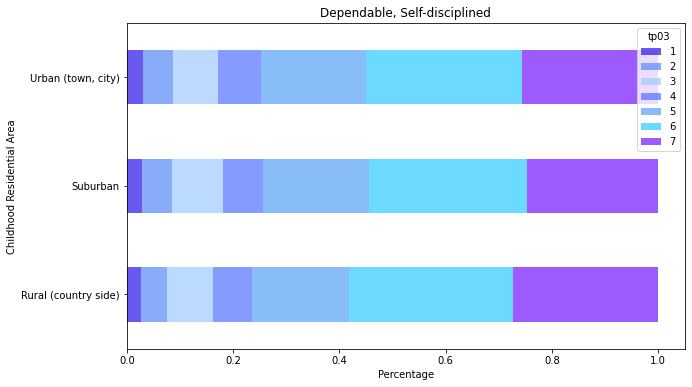 Dependable, Self-disciplined
tp03
1
2
3
4
5
6
7
Urban (town, city)
Suburban
Rural (country side)
Childhood Residential Area
0.0 0.2 0.4 0.6 0.8 1.0
Percentage